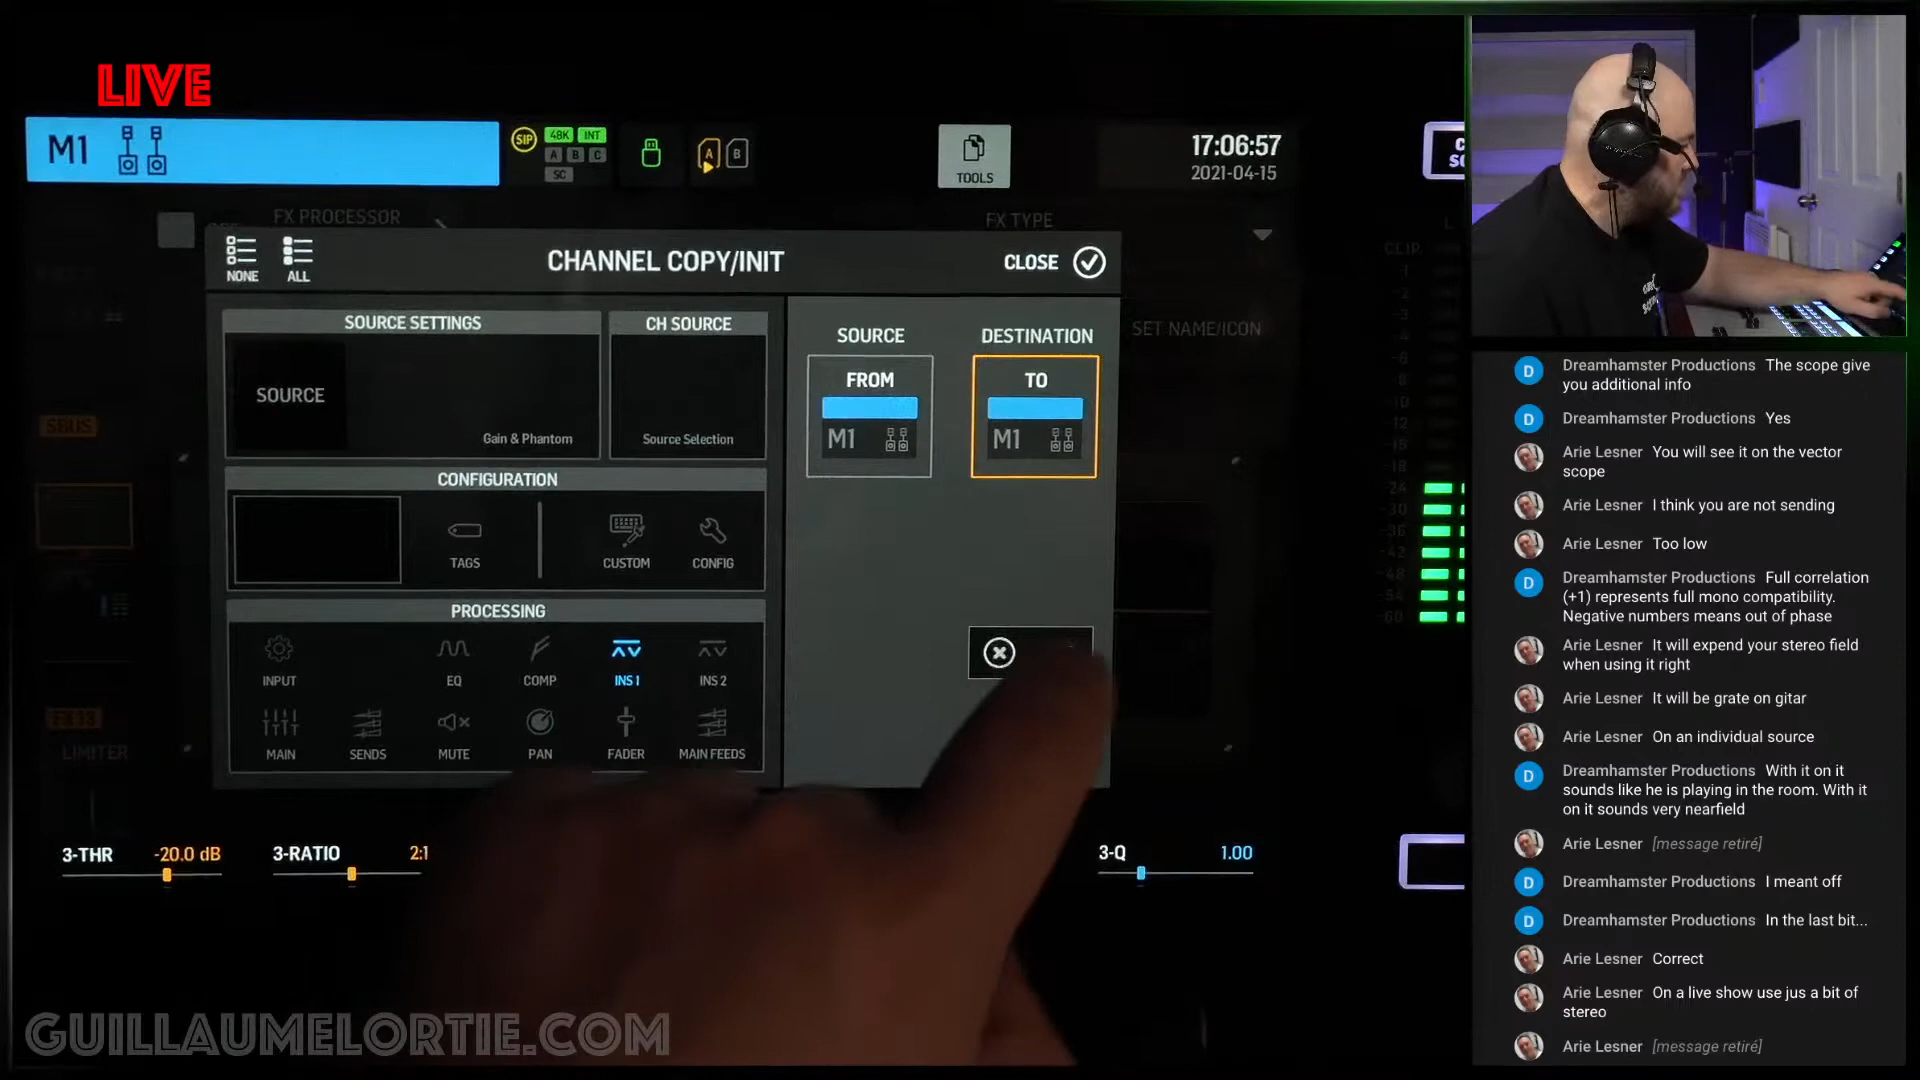 LIVE
M1
SIP
48K INT
A B C
SC
A B
TOOLS
17:06:57
2021-04-15
FX PROCESSOR
FX TYPE
NONE
ALL
CHANNEL COPY/INIT
CLOSE
SOURCE SETTINGS
CH SOURCE
SOURCE
Gain & Phantom
Source Selection
SOURCE
DESTINATION
FROM
TO
M1
M1
SET NAME/ICON
CONFIGURATION
TAGS
CUSTOM
CONFIG
PROCESSING
INPUT
EQ
COMP
INS 1
INS 2
MAIN
SENDS
MUTE
PAN
FADER
MAIN FEEDS
LIMITER
CLIP
3-THR -20.0 dB
3-RATIO 2:1
3-Q 1.00
GUILLAUMELORTIE.COM
Dreamhamster Productions The scope give
you additional info
Dreamhamster Productions Yes
Arie Lesner You will see it on the vector
scope
Arie Lesner I think you are not sending
Arie Lesner Too low
Dreamhamster Productions Full correlation
(+1) represents full mono compatibility.
Negative numbers means out of phase
Arie Lesner It will expend your stereo field
when using it right
Arie Lesner It will be grate on gitar
Arie Lesner On an individual source
Dreamhamster Productions With it on it
sounds like he is playing in the room. With it
on it sounds very nearfield
Arie Lesner [message retiré]
Dreamhamster Productions I meant off
Dreamhamster Productions In the last bit...
Arie Lesner Correct
Arie Lesner On a live show use jus a bit of
stereo
Arie Lesner [message retiré]